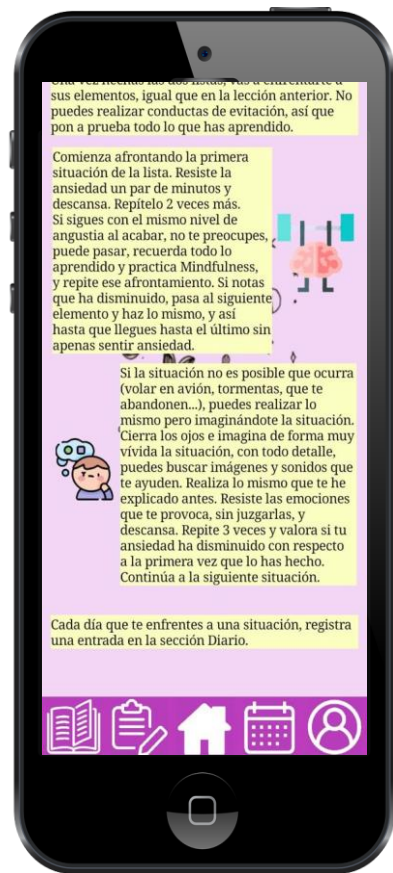 Una vez hechas las dos listas, vas a enfrentarte a
sus elementos, igual que en la lección anterior. No
puedes realizar conductas de evitación, así que
pon a prueba todo lo que has aprendido.
Comienza afrontando la primera
situación de la lista. Resiste la
ansiedad un par de minutos y
descansa. Repítelo 2 veces más.
Si sigues con el mismo nivel de
angustia al acabar, no te preocupes,
puede pasar, recuerda todo lo
aprendido y practica Mindfulness,
y repite ese afrontamiento. Si notas
que ha disminuido, pasa al siguiente
elemento y haz lo mismo, y así
hasta que llegues hasta el último sin
apenas sentir ansiedad.
Si la situación no es posible que ocurra
(volar en avión, tormentas, que te
abandonen...), puedes realizar lo
mismo pero imaginándote la situación.
Cierra los ojos e imagina de forma muy
vívida la situación, con todo detalle,
puedes buscar imágenes y sonidos que
te ayuden. Realiza lo mismo que te he
explicado antes. Resiste las emociones
que te provoca, sin juzgarlas, y
descansa. Repite 3 veces y valora si tu
ansiedad ha disminuido con respecto
a la primera vez que lo has hecho.
Continúa a la siguiente situación.
Cada día que te enfrentes a una situación, registra
una entrada en la sección Diario.